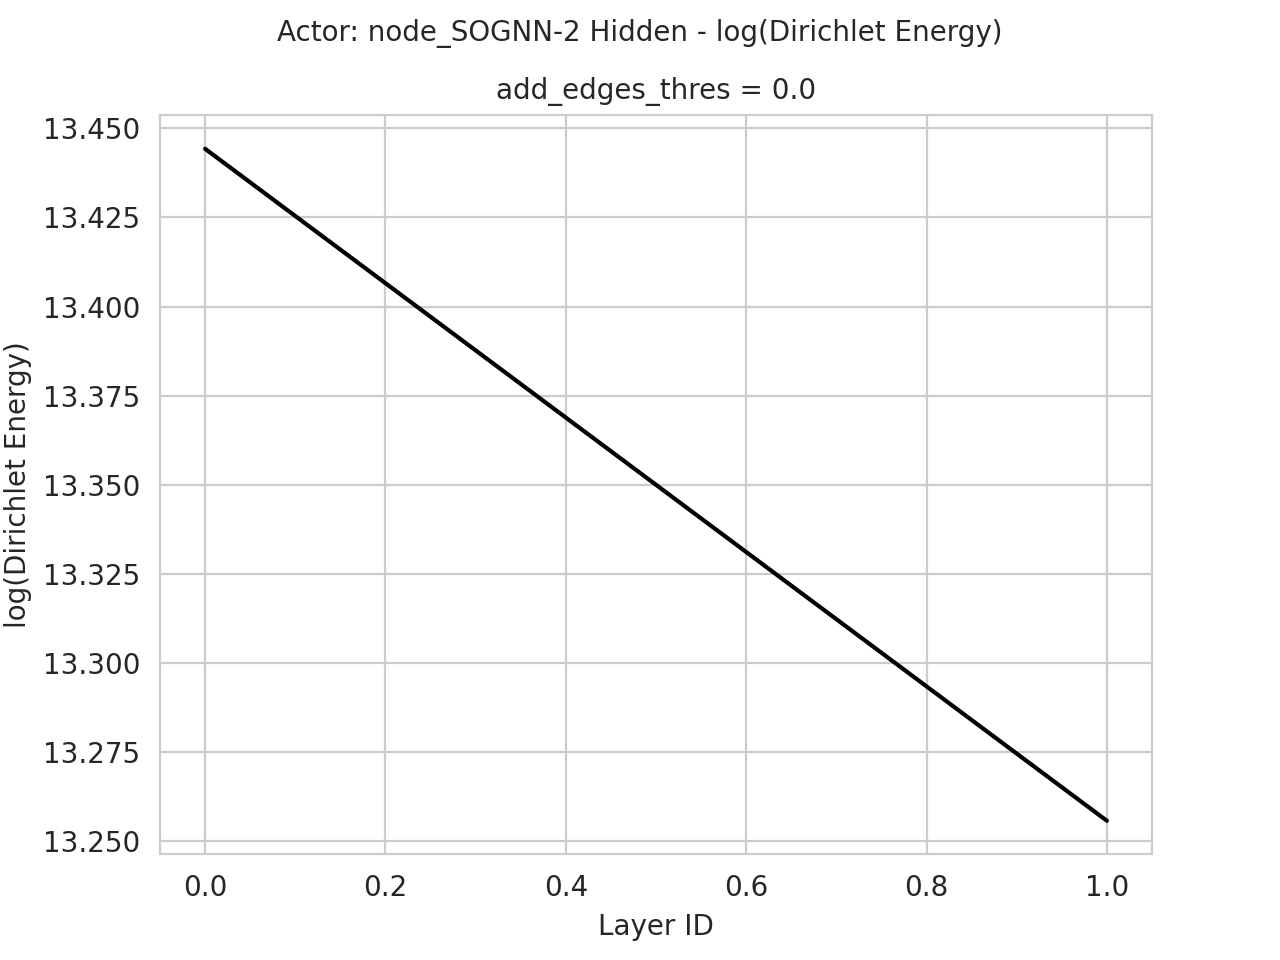 Actor: node_SOGNN-2 Hidden - log(Dirichlet Energy)
add_edges_thres = 0.0
13.450
13.425
13.400
13.375
13.350
13.325
13.300
13.275
13.250
log(Dirichlet Energy)
0.0 0.2 0.4 0.6 0.8 1.0
Layer ID